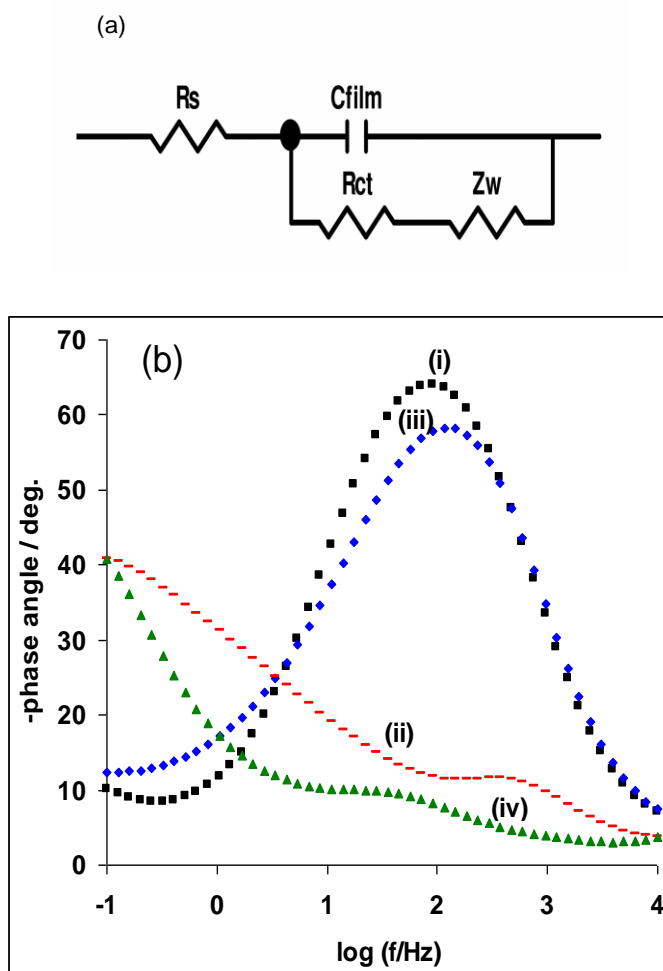 (a)
Rs
Cfilm
Rct
Zw
(b)
-phase angle / deg.
70
60
50
40
30
20
10
0
(i)
(iii)
(ii)
(iv)
-1 0 1 2 3 4
log (f/Hz)